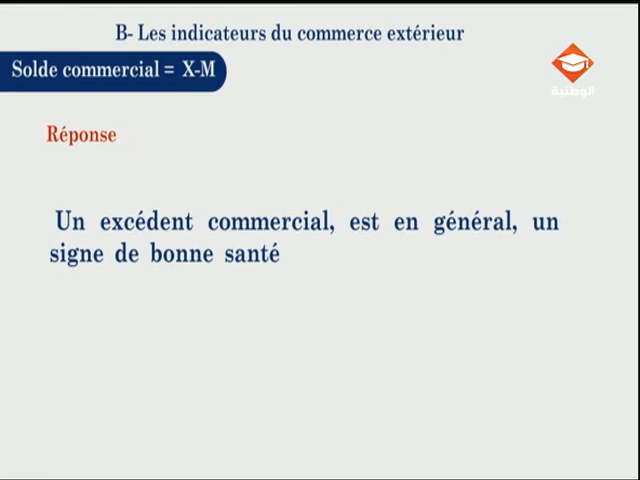 B- Les indicateurs du commerce extérieur
Solde commercial = X-M
الوطنية
Réponse
Un excédent commercial, est en général, un
signe de bonne santé